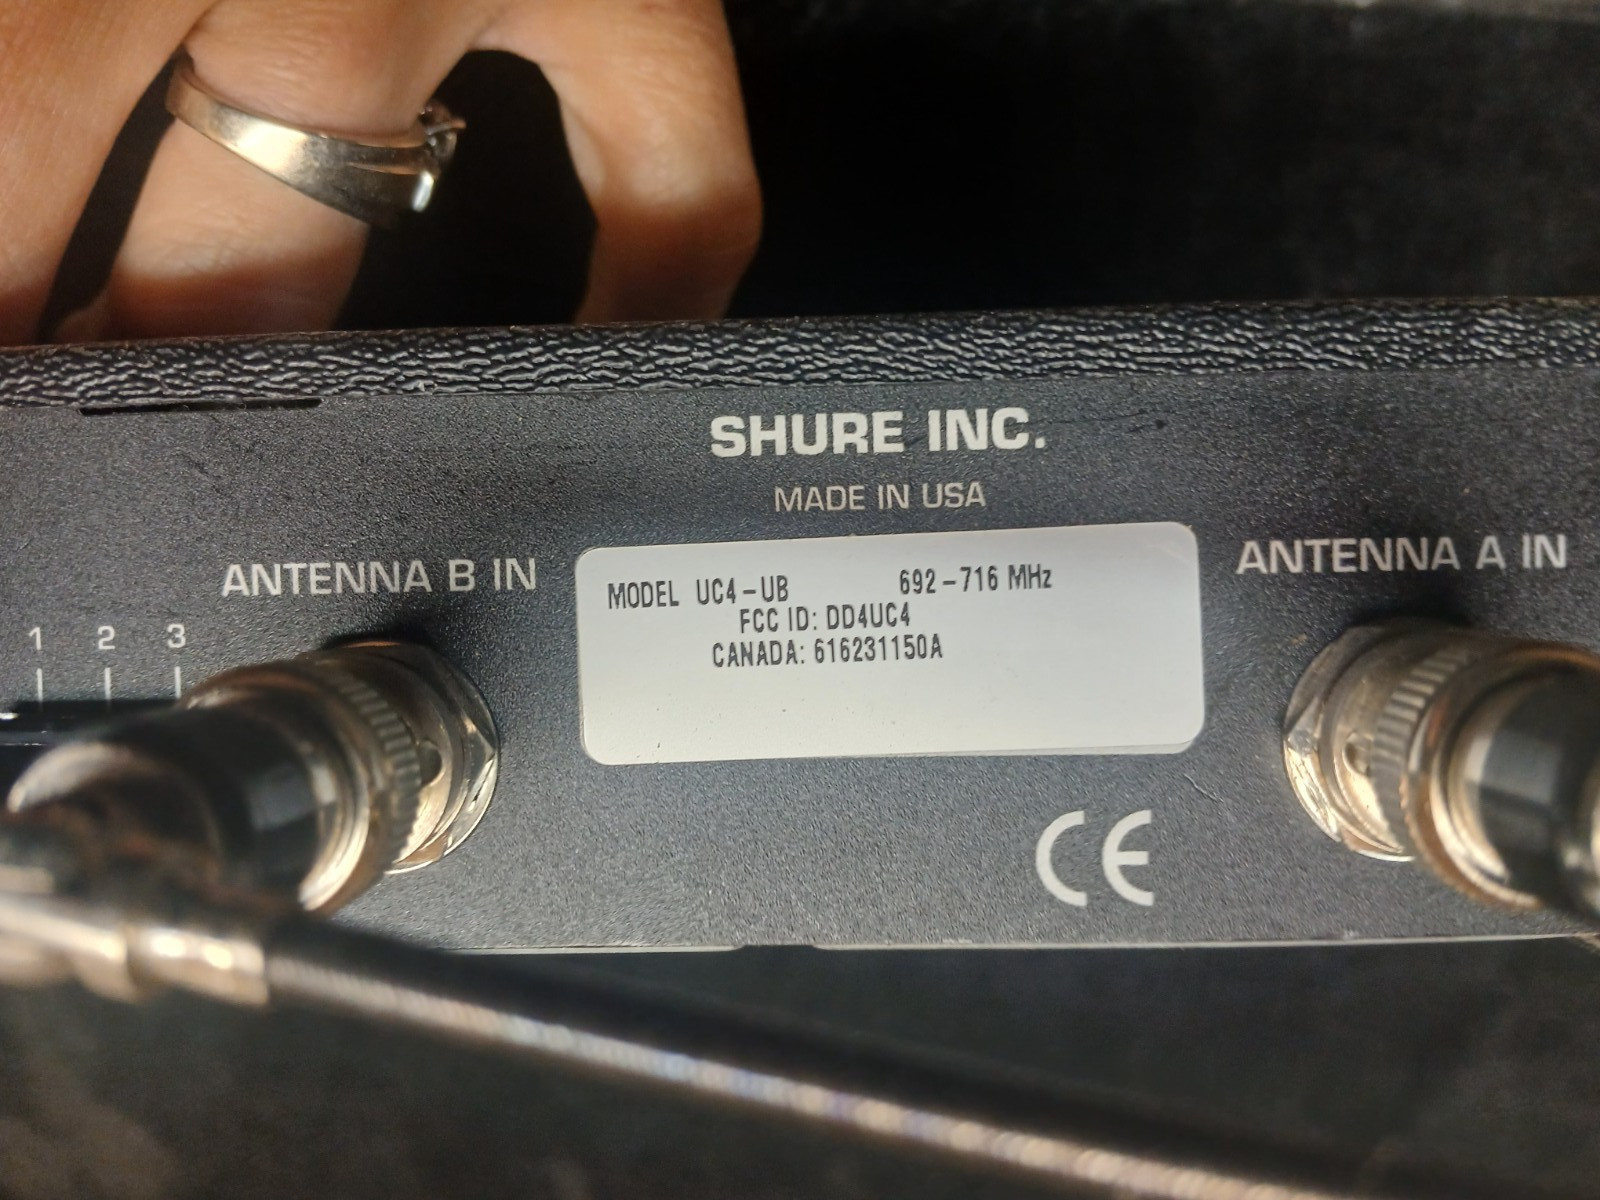 SHURE INC.
MADE IN USA
ANTENNA B IN
ANTENNA A IN
MODEL UC4-UB 692-716 MHz
FCC ID: DD4UC4
CANADA: 616231150A
1 2 3
CE